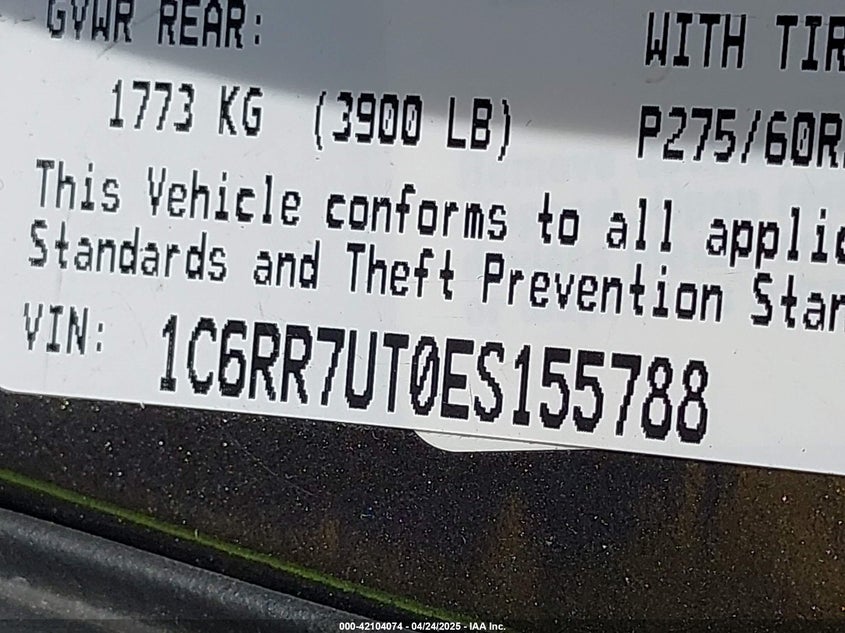 GVWR REAR: WITH TIR
1773 KG (3900 LB) P275/60R
This Vehicle conforms to all applic
Standards and Theft Prevention Stan
VIN: 1C6RR7UT0ES155788
000-42104074 - 04/24/2025 - IAA Inc.